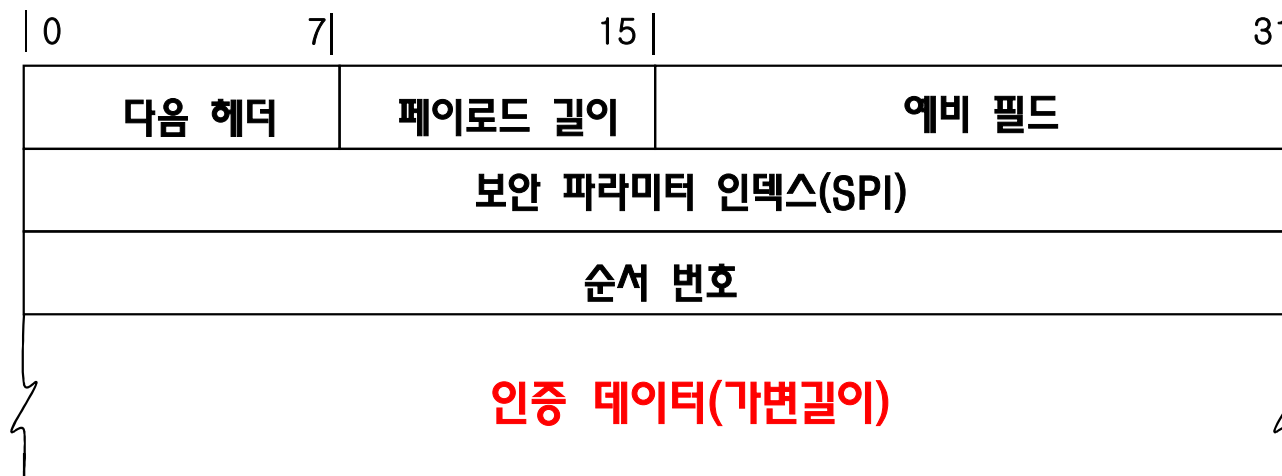 0 7 15 31
다음 헤더 페이로드 길이 예비 필드
보안 파라미터 인덱스(SPI)
순서 번호
인증 데이터(가변길이)